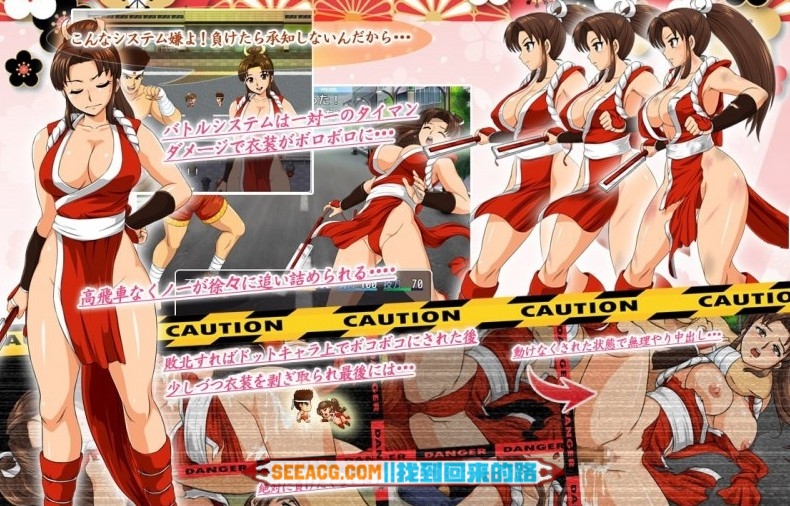 こんなシステム嫌よ!負けたら承知しないんだから…
バトルシステムは一対一のタイマン
ダメージで衣装がボロボロに…
100
70
高飛車なくノ一が徐々に追い詰められる‥‥
CAUTION
CAUTION
CAUTION
CAUTION
敗北すればドットキャラ上でボコボコにされた後
少しづつ衣装を剥ぎ取られ最後には…
動けなくされた状態で無理やり中出し…
DANGER
DANGER
DANGER
DANGER
SEEACG.COM||找到回来的路